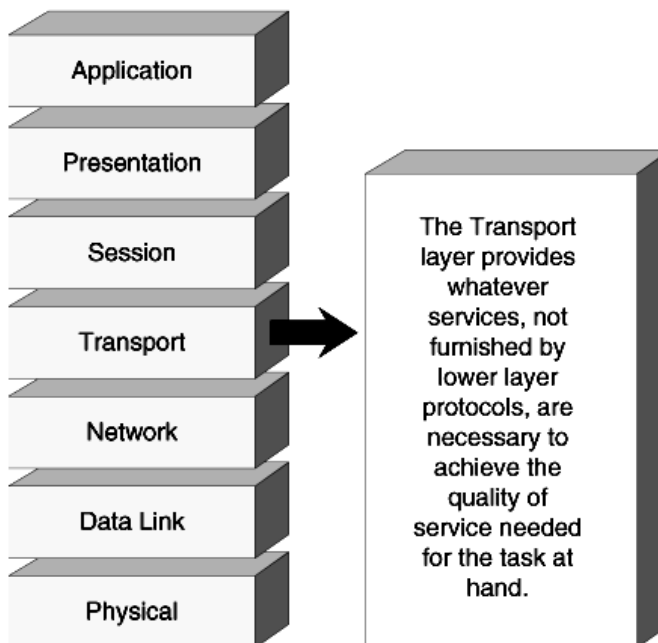 Application
Presentation
Session
Transport
Network
Data Link
Physical
The Transport
layer provides
whatever
services, not
furnished by
lower layer
protocols, are
necessary to
achieve the
quality of
service needed
for the task at
hand.